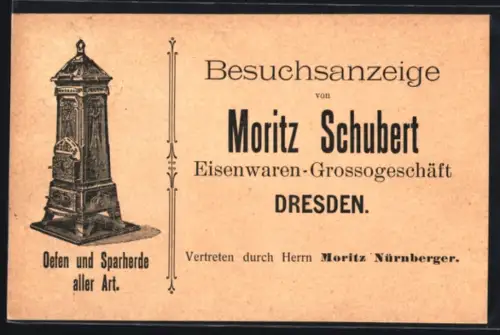 Besuchsanzeige
von
Moritz Schubert
Eisenwaren-Grossogeschäft
DRESDEN.
Vertreten durch Herrn Moritz Nürnberger.
Oefen und Sparherde
aller Art.